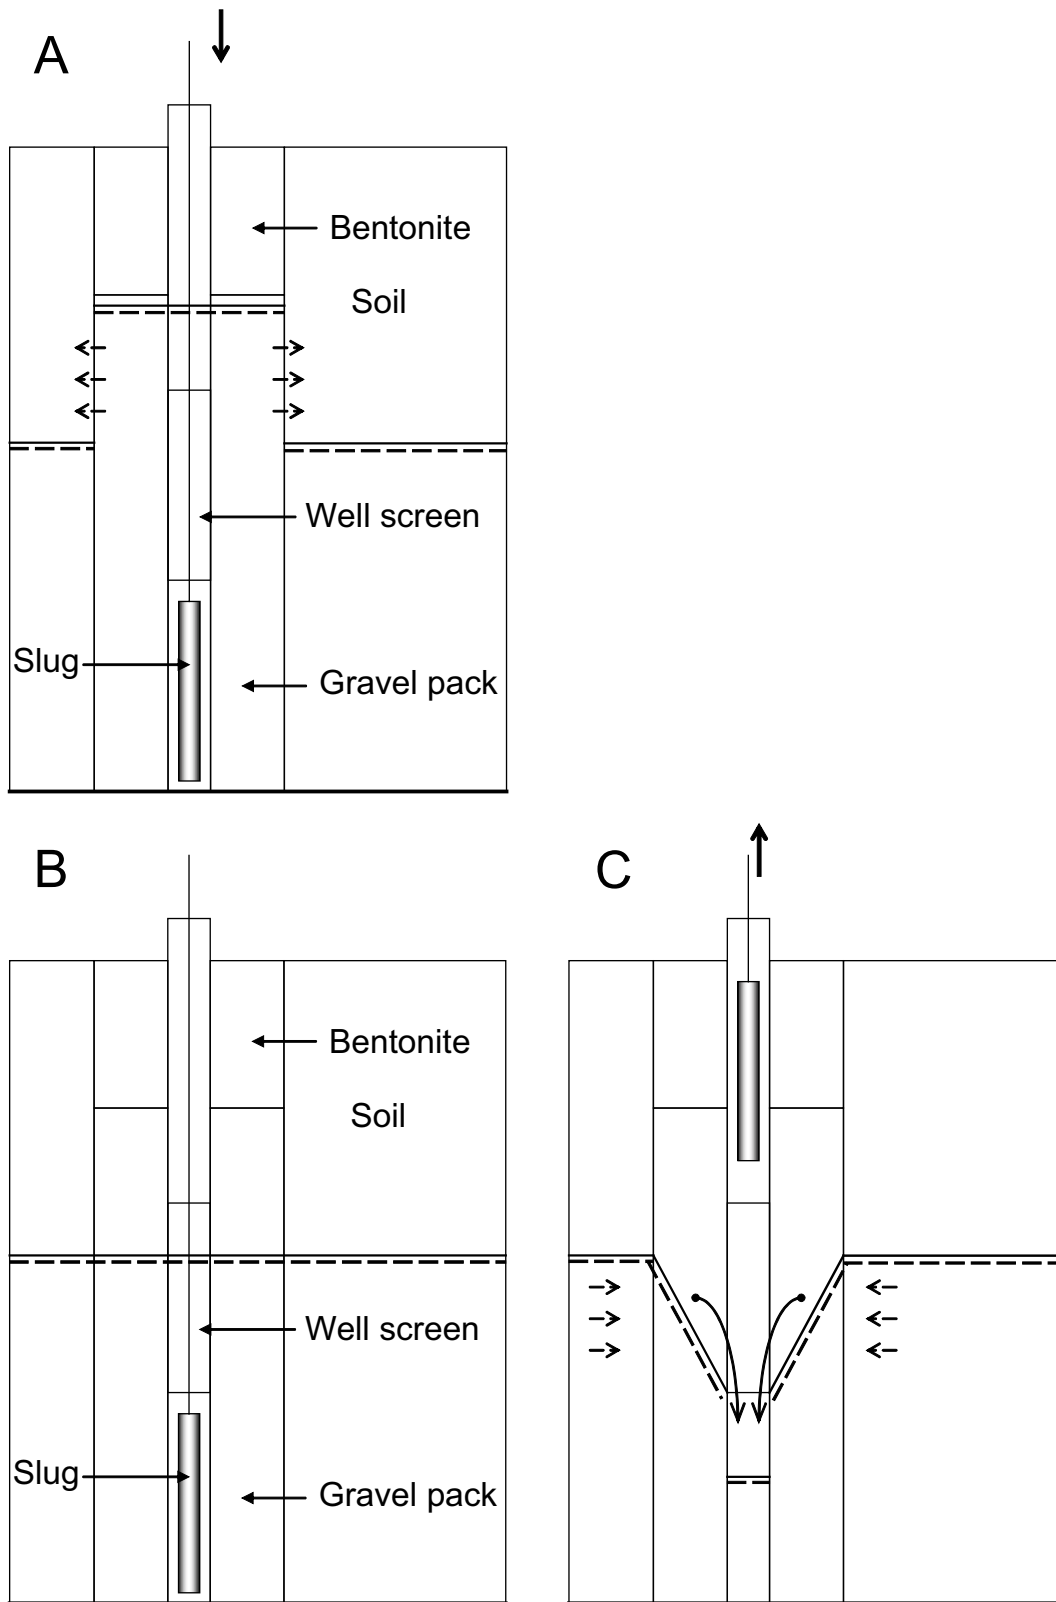 A
Bentonite
Soil
Well screen
Slug
Gravel pack
B
C
Bentonite
Soil
Well screen
Slug
Gravel pack